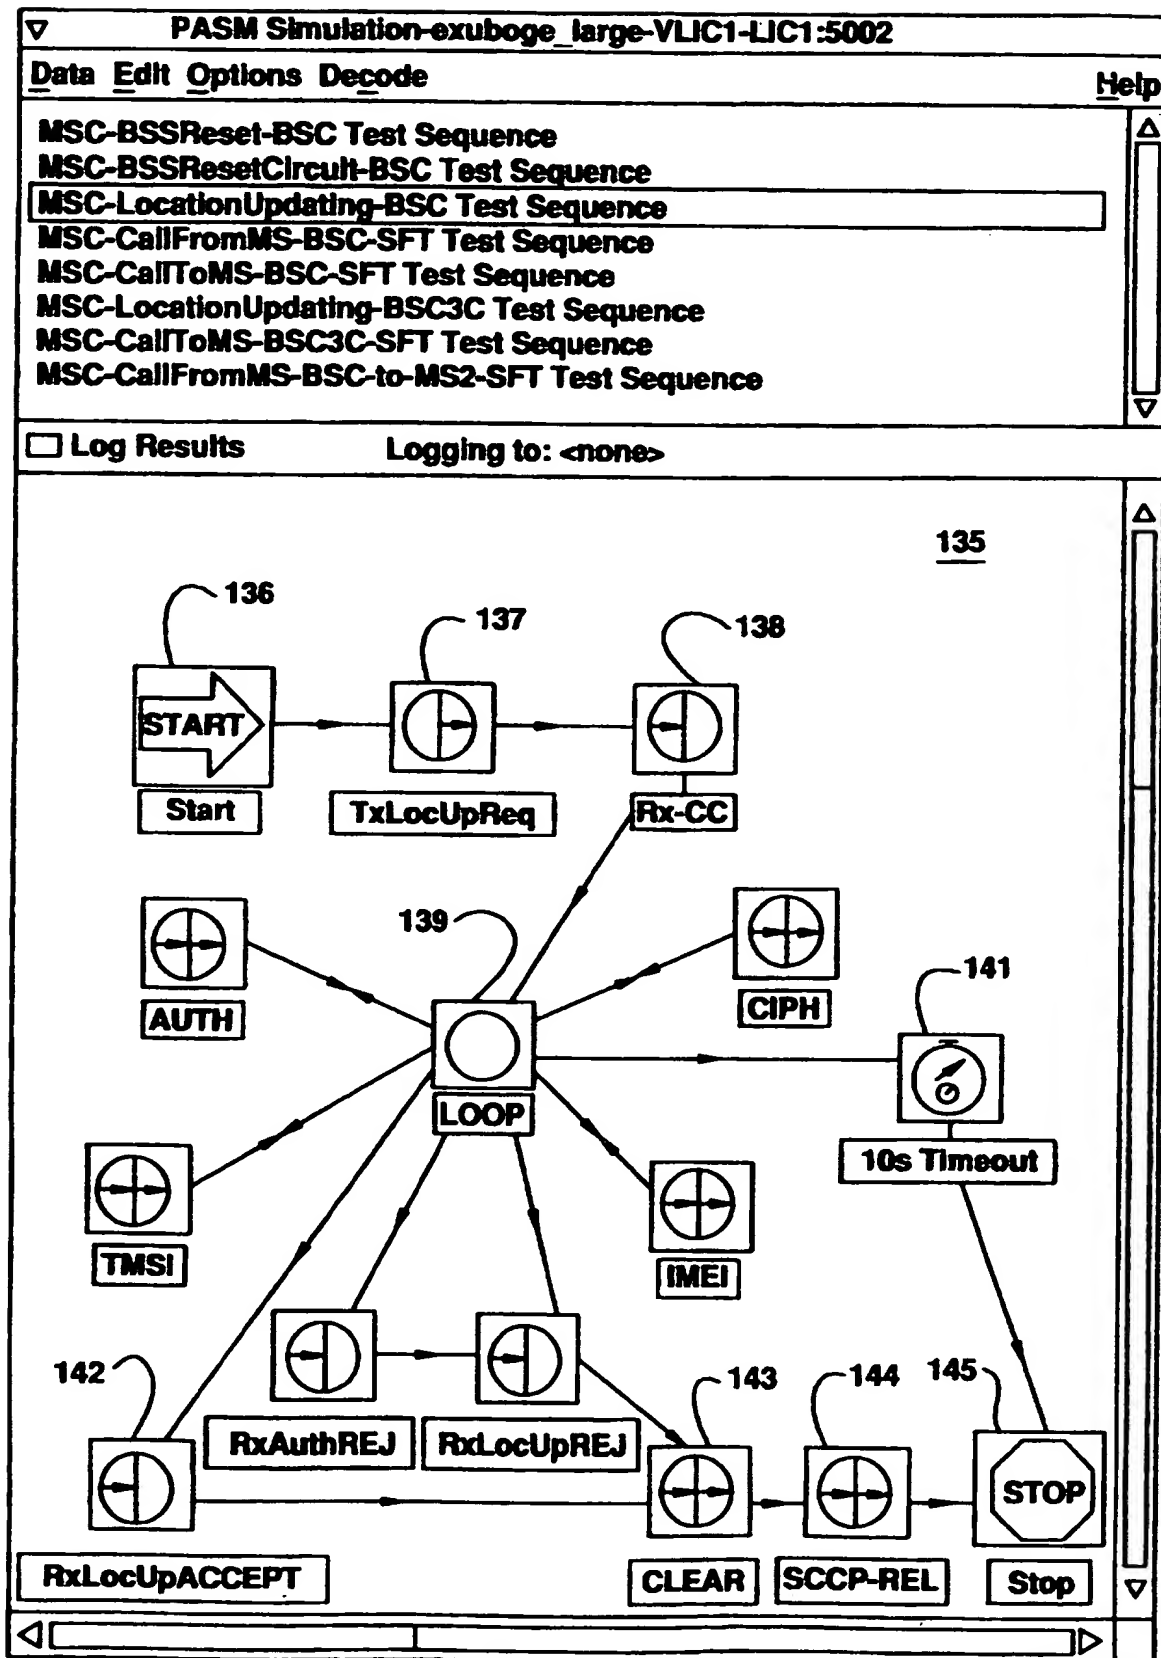 PASM Simulation-exuboge_large-VLIC1-LIC1:5002
Data Edit Options Decode Help
MSC-BSSReset-BSC Test Sequence
MSC-BSSResetCircuit-BSC Test Sequence
MSC-LocationUpdating-BSC Test Sequence
MSC-CallFromMS-BSC-SFT Test Sequence
MSC-CallToMS-BSC-SFT Test Sequence
MSC-LocationUpdating-BSC3C Test Sequence
MSC-CallToMS-BSC3C-SFT Test Sequence
MSC-CallFromMS-BSC-to-MS2-SFT Test Sequence
Log Results Logging to: <none>
135
136
137
138
START
Start
TxLocUpReq
Rx-CC
139
141
AUTH
CIPH
LOOP
10s Timeout
TMSI
IMEI
142
143
144
145
RxAuthREJ
RxLocUpREJ
STOP
RxLocUpACCEPT
CLEAR
SCCP-REL
Stop